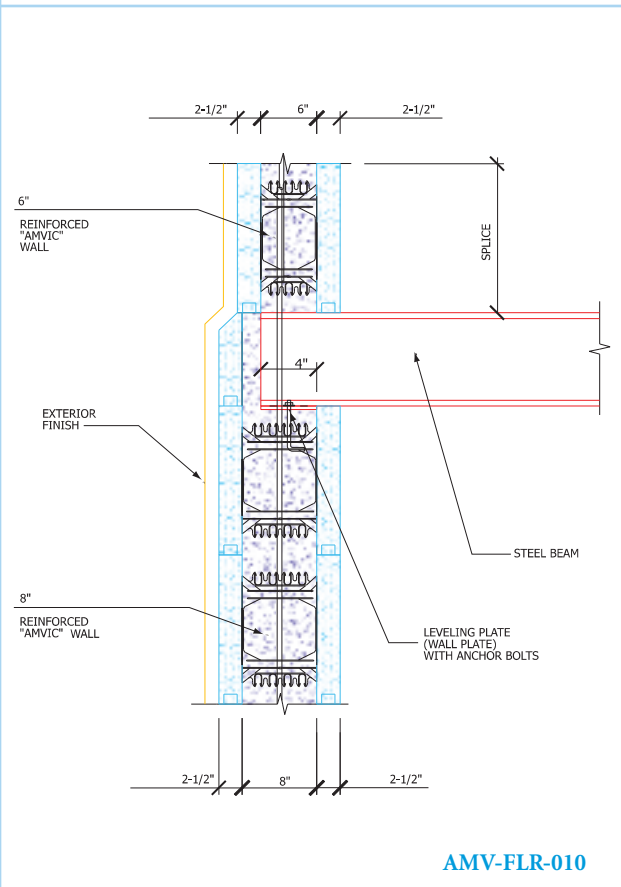 2-1/2" 6" 2-1/2"
6"
REINFORCED
"AMVIC"
WALL
SPLICE
4"
EXTERIOR
FINISH
STEEL BEAM
8"
REINFORCED
"AMVIC" WALL
LEVELING PLATE
(WALL PLATE)
WITH ANCHOR BOLTS
2-1/2" 8" 2-1/2"
AMV-FLR-010